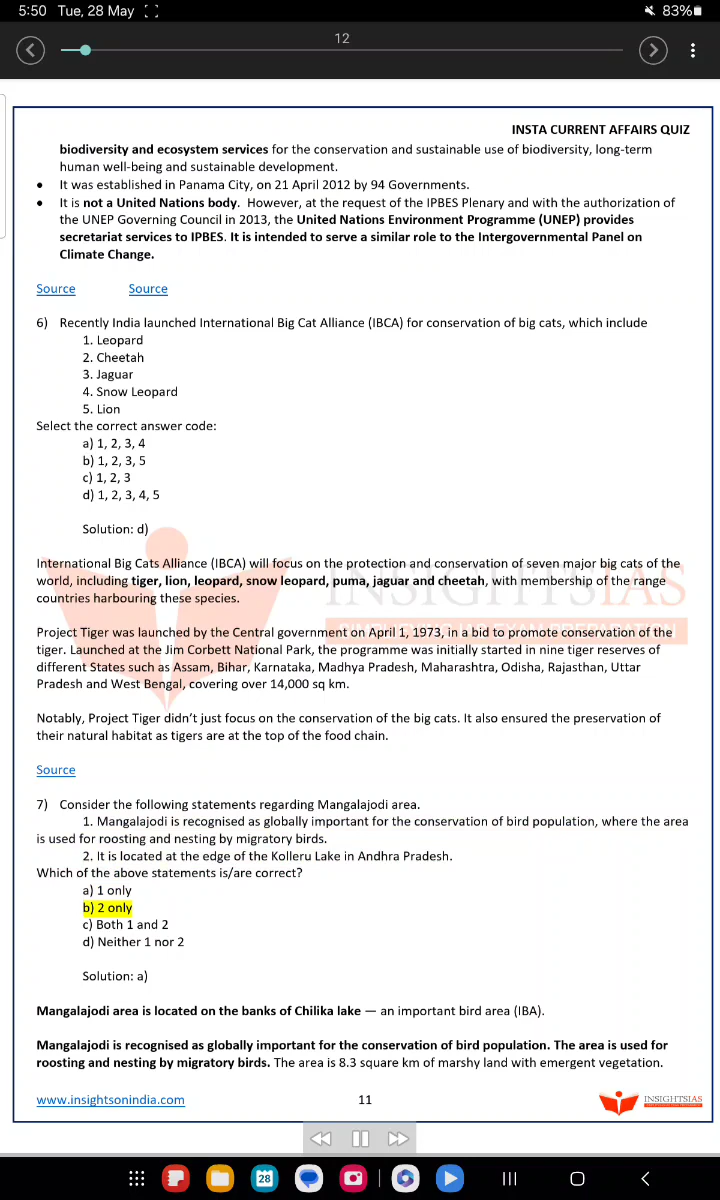 5:50 Tue, 28 May
83%
12
INSTA CURRENT AFFAIRS QUIZ
biodiversity and ecosystem services for the conservation and sustainable use of biodiversity, long-term
human well-being and sustainable development.
• It was established in Panama City, on 21 April 2012 by 94 Governments.
• It is not a United Nations body. However, at the request of the IPBES Plenary and with the authorization of
the UNEP Governing Council in 2013, the United Nations Environment Programme (UNEP) provides
secretariat services to IPBES. It is intended to serve a similar role to the Intergovernmental Panel on
Climate Change.
Source Source
6) Recently India launched International Big Cat Alliance (IBCA) for conservation of big cats, which include
1. Leopard
2. Cheetah
3. Jaguar
4. Snow Leopard
5. Lion
Select the correct answer code:
a) 1, 2, 3, 4
b) 1, 2, 3, 5
c) 1, 2, 3
d) 1, 2, 3, 4, 5
Solution: d)
International Big Cats Alliance (IBCA) will focus on the protection and conservation of seven major big cats of the
world, including tiger, lion, leopard, snow leopard, puma, jaguar and cheetah, with membership of the range
countries harbouring these species.
INSIGHTSIAS
SIMPLIFYING IAS EXAM PREPARATION
Project Tiger was launched by the Central government on April 1, 1973, in a bid to promote conservation of the
tiger. Launched at the Jim Corbett National Park, the programme was initially started in nine tiger reserves of
different States such as Assam, Bihar, Karnataka, Madhya Pradesh, Maharashtra, Odisha, Rajasthan, Uttar
Pradesh and West Bengal, covering over 14,000 sq km.
Notably, Project Tiger didn't just focus on the conservation of the big cats. It also ensured the preservation of
their natural habitat as tigers are at the top of the food chain.
Source
7) Consider the following statements regarding Mangalajodi area.
1. Mangalajodi is recognised as globally important for the conservation of bird population, where the area
is used for roosting and nesting by migratory birds.
2. It is located at the edge of the Kolleru Lake in Andhra Pradesh.
Which of the above statements is/are correct?
a) 1 only
b) 2 only
c) Both 1 and 2
d) Neither 1 nor 2
Solution: a)
Mangalajodi area is located on the banks of Chilika lake — an important bird area (IBA).
Mangalajodi is recognised as globally important for the conservation of bird population. The area is used for
roosting and nesting by migratory birds. The area is 8.3 square km of marshy land with emergent vegetation.
www.insightsonindia.com
11
INSIGHTSIAS
28